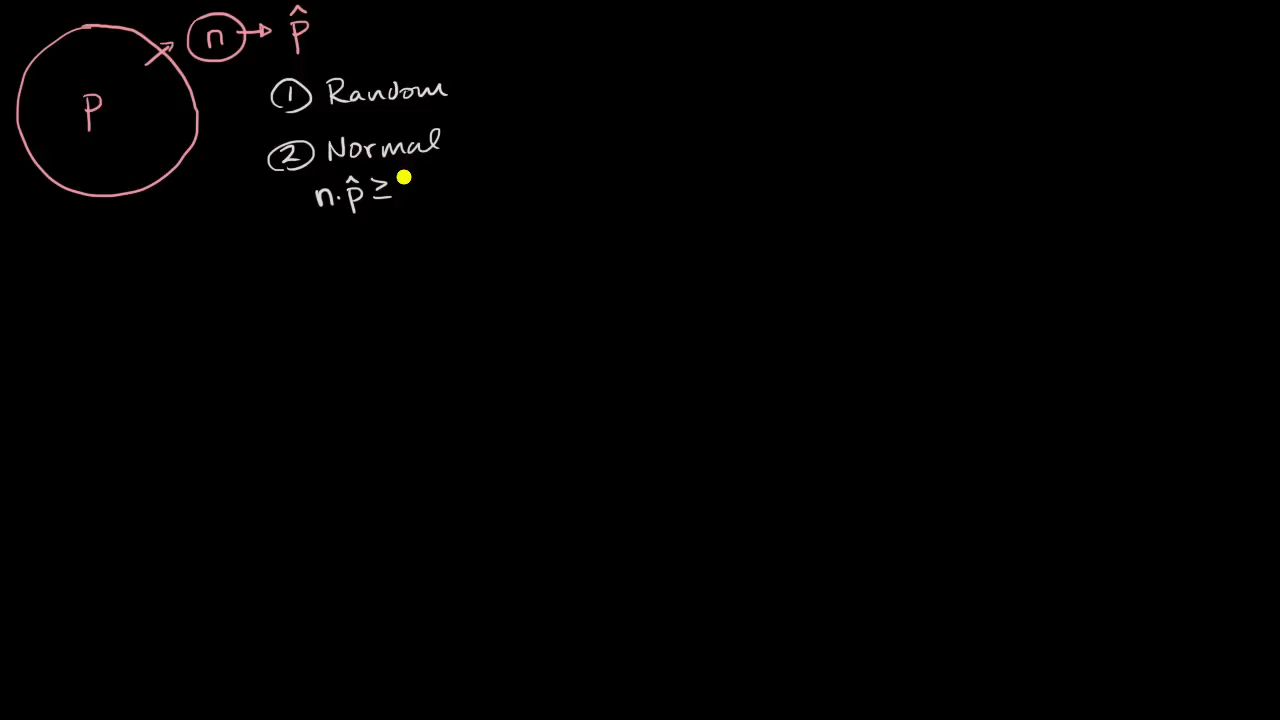 P n p̂
① Random
② Normal
n·p̂ ≥